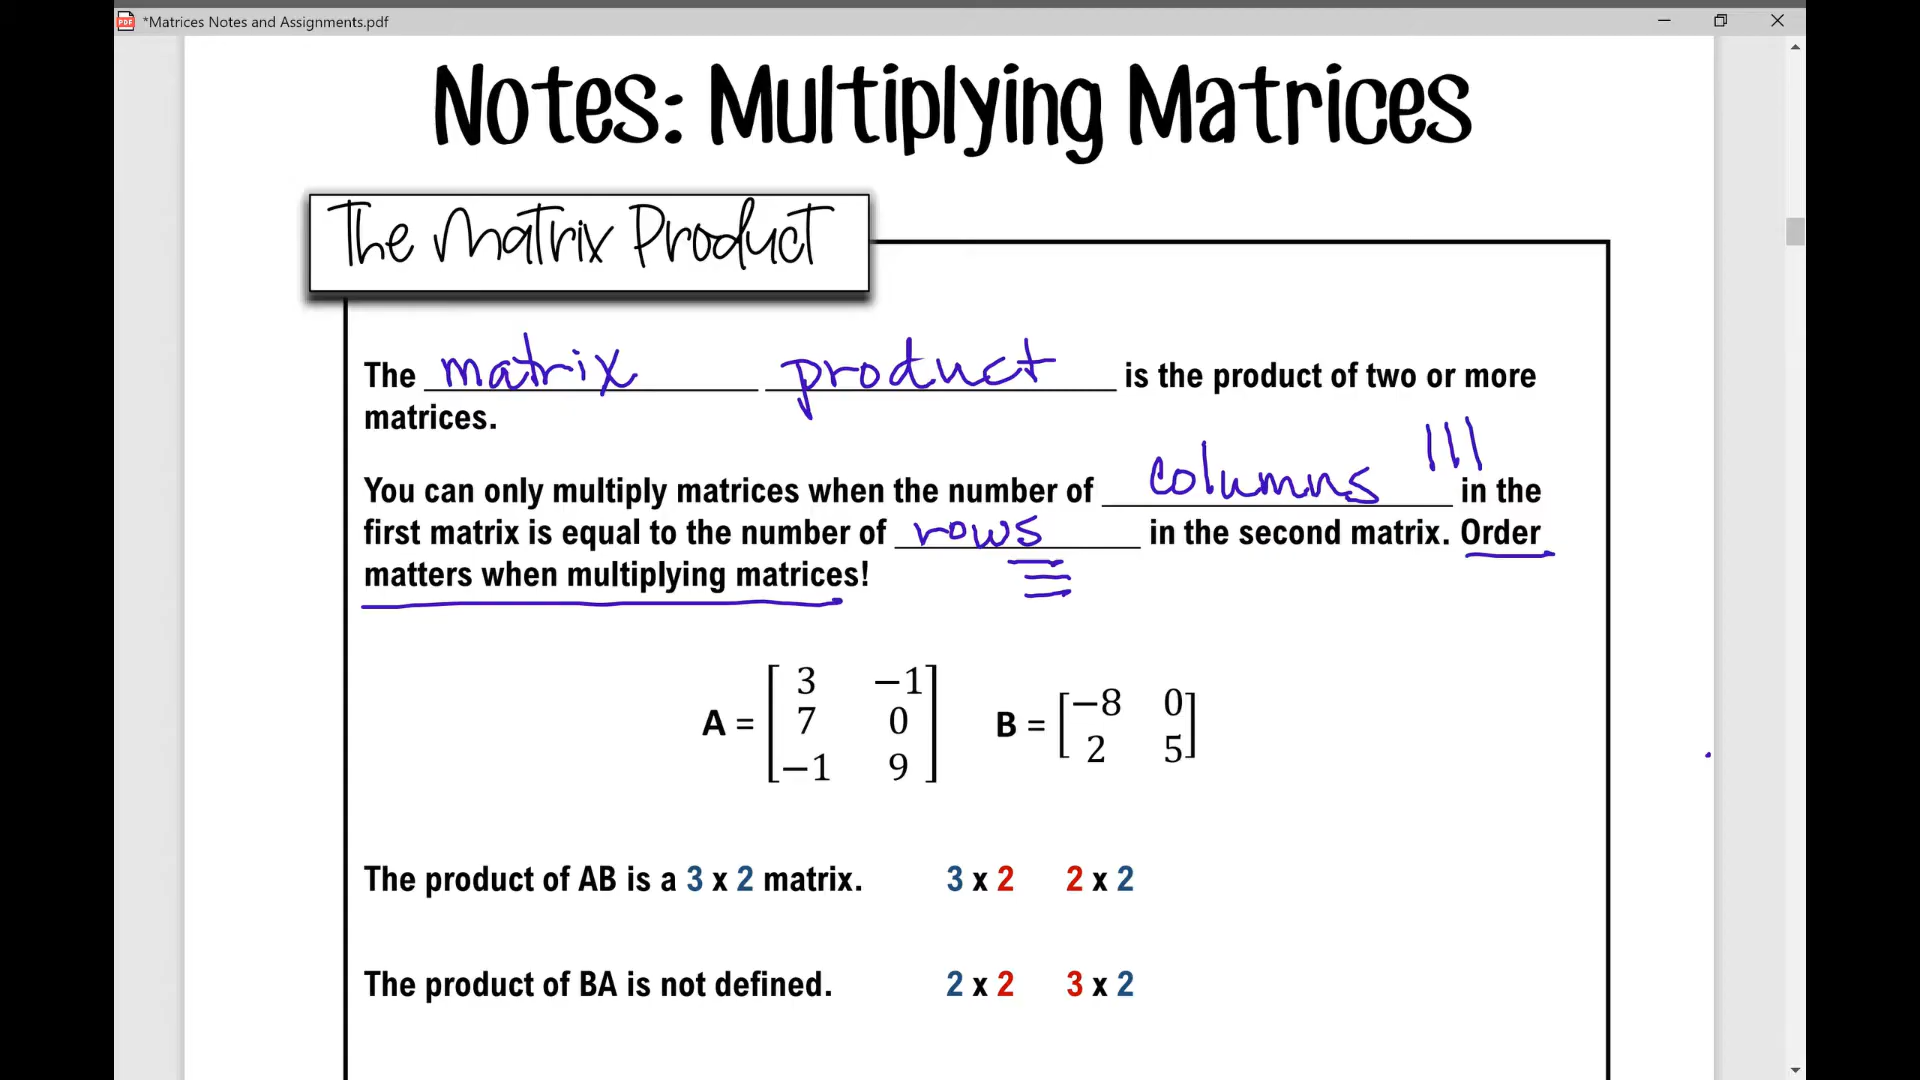 *Matrices Notes and Assignments.pdf
Notes: Multiplying Matrices
The Matrix Product
The matrix product is the product of two or more
matrices.
You can only multiply matrices when the number of columns in the
first matrix is equal to the number of rows in the second matrix. Order
matters when multiplying matrices!
A = [3 −1; 7 0; −1 9] B = [−8 0; 2 5]
The product of AB is a 3 x 2 matrix. 3 x 2 2 x 2
The product of BA is not defined. 2 x 2 3 x 2